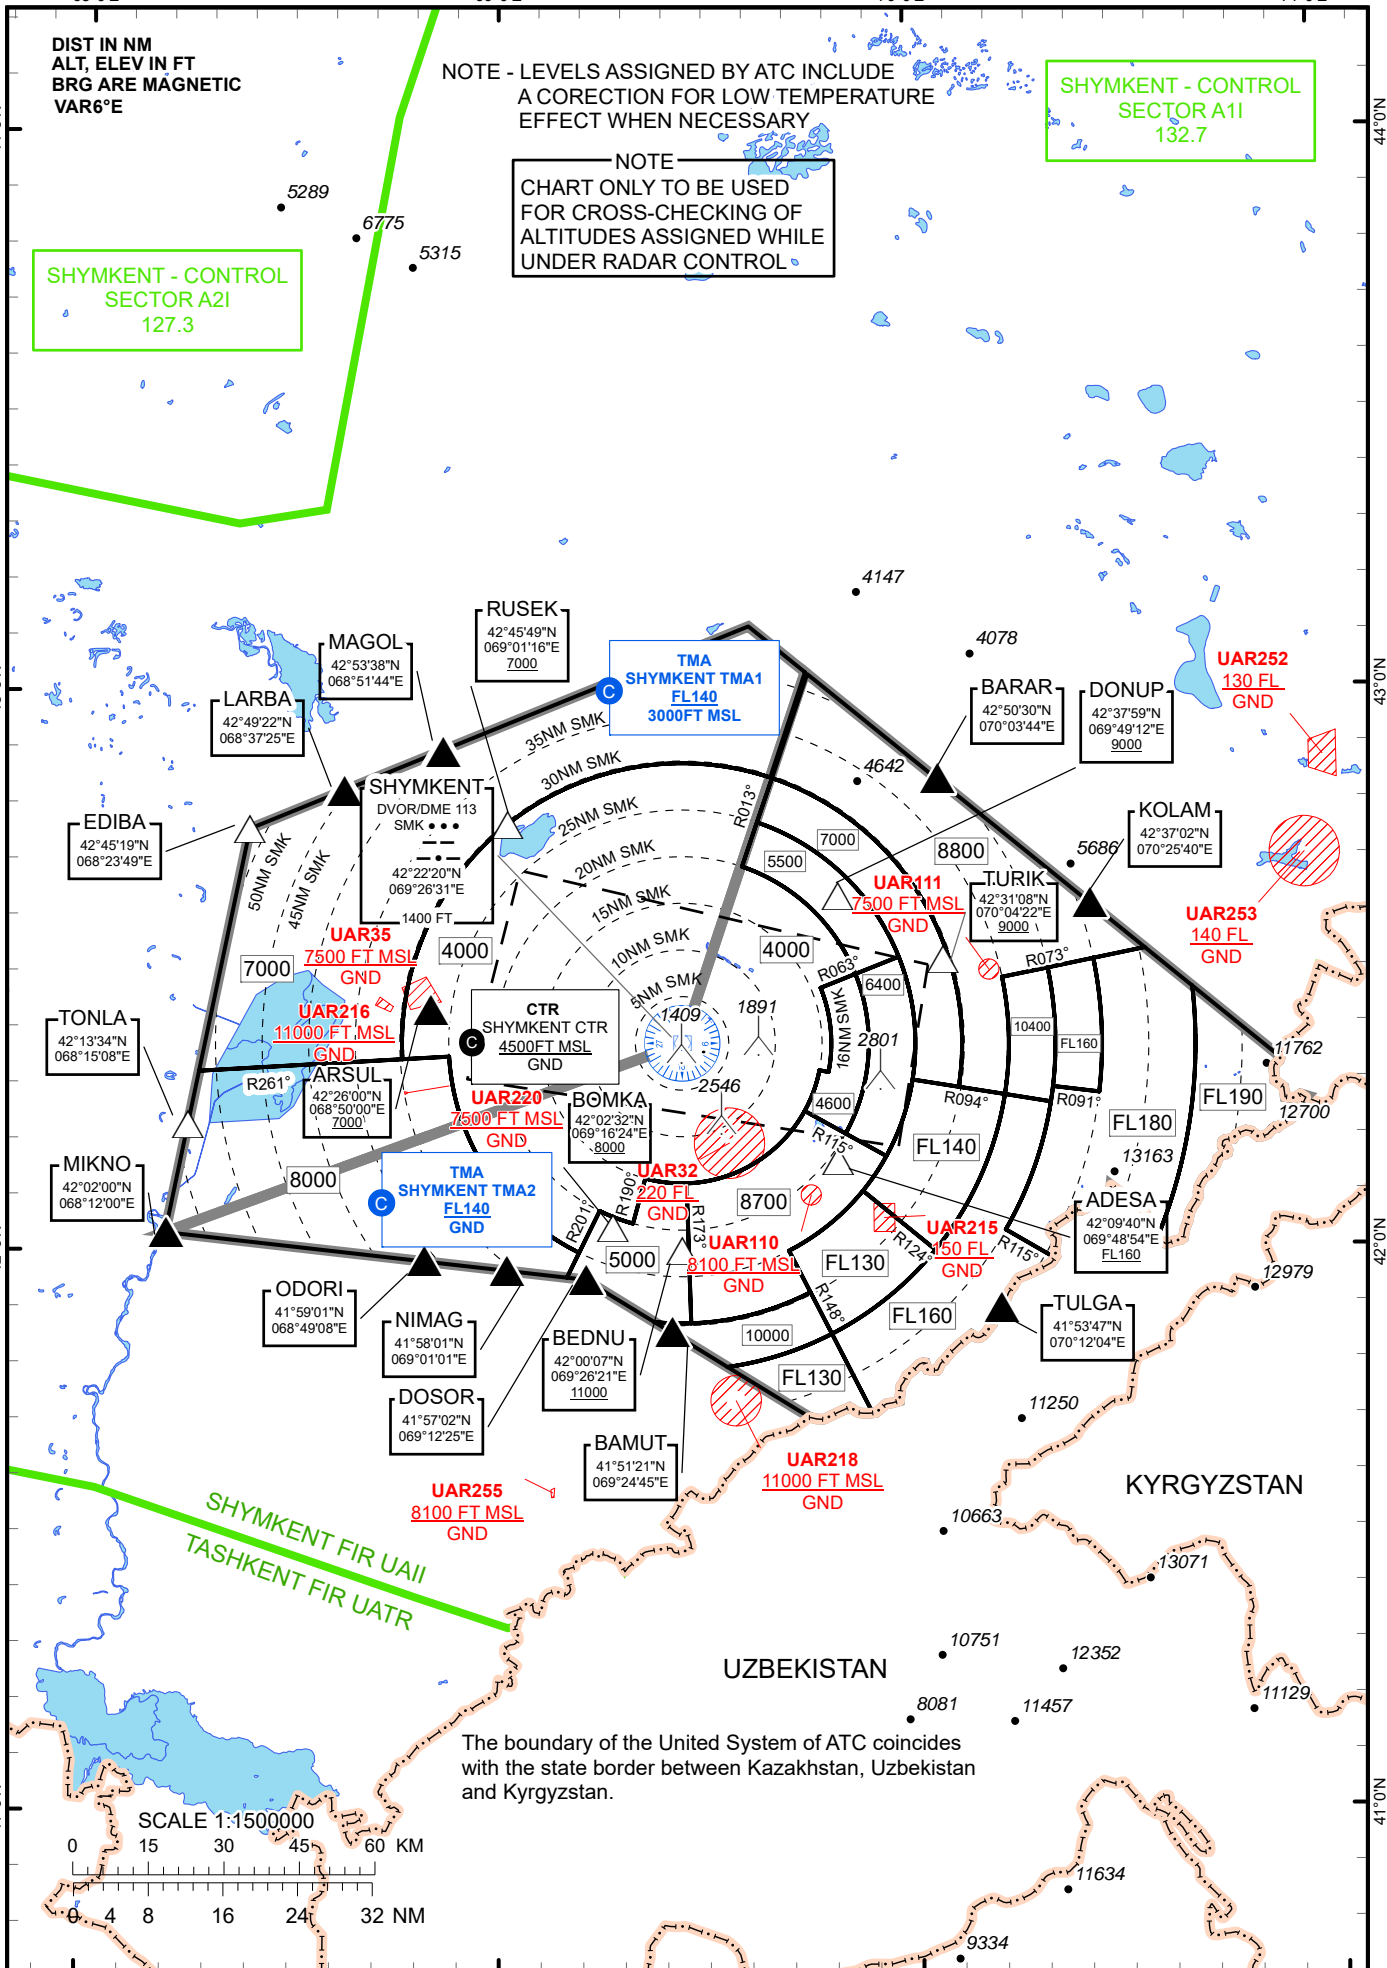 DIST IN NM
ALT, ELEV IN FT
BRG ARE MAGNETIC
VAR6°E
NOTE - LEVELS ASSIGNED BY ATC INCLUDE
A CORECTION FOR LOW TEMPERATURE
EFFECT WHEN NECESSARY
NOTE
CHART ONLY TO BE USED
FOR CROSS-CHECKING OF
ALTITUDES ASSIGNED WHILE
UNDER RADAR CONTROL
SHYMKENT - CONTROL
SECTOR A1I
132.7
44°0'N
5289
6775
5315
SHYMKENT - CONTROL
SECTOR A2I
127.3
4147
4078
RUSEK
42°45'49"N
069°01'16"E
7000
MAGOL
42°53'38"N
068°51'44"E
LARBA
42°49'22"N
068°37'25"E
TMA
SHYMKENT TMA1
FL140
3000FT MSL
C
BARAR
42°50'30"N
070°03'44"E
DONUP
42°37'59"N
069°49'12"E
9000
UAR252
130 FL
GND
43°0'N
EDIBA
42°45'19"N
068°23'49"E
SHYMKENT
DVOR/DME 113
SMK
42°22'20"N
069°26'31"E
1400 FT
35NM SMK
30NM SMK
25NM SMK
20NM SMK
15NM SMK
10NM SMK
5NM SMK
50NM SMK
45NM SMK
16NM SMK
4642
5686
KOLAM
42°37'02"N
070°25'40"E
R013°
7000
5500
8800
UAR111
7500 FT MSL
GND
TURIK
42°31'08"N
070°04'22"E
9000
UAR253
140 FL
GND
UAR35
7500 FT MSL
GND
7000
4000
4000
R063°
R073°
6400
10400
FL160
UAR216
11000 FT MSL
GND
TONLA
42°13'34"N
068°15'08"E
CTR
SHYMKENT CTR
4500FT MSL
GND
C
1409
1891
2801
2546
11762
12700
R261°
ARSUL
42°26'00"N
068°50'00"E
7000
UAR220
7500 FT MSL
GND
BOMKA
42°02'32"N
069°16'24"E
8000
4600
R094°
R091°
R115°
FL190
FL180
FL140
13163
MIKNO
42°02'00"N
068°12'00"E
8000
TMA
SHYMKENT TMA2
FL140
GND
C
UAR32
220 FL
GND
R190°
R201°
R173°
8700
5000
UAR110
8100 FT MSL
GND
UAR215
150 FL
GND
R124°
R115°
ADESA
42°09'40"N
069°48'54"E
FL160
12979
FL130
R148°
FL160
TULGA
41°53'47"N
070°12'04"E
ODORI
41°59'01"N
068°49'08"E
NIMAG
41°58'01"N
069°01'01"E
BEDNU
42°00'07"N
069°26'21"E
11000
10000
FL130
DOSOR
41°57'02"N
069°12'25"E
BAMUT
41°51'21"N
069°24'45"E
11250
UAR218
11000 FT MSL
GND
UAR255
8100 FT MSL
GND
KYRGYZSTAN
SHYMKENT FIR UAII
TASHKENT FIR UATR
10663
13071
10751
12352
UZBEKISTAN
8081
11457
11129
The boundary of the United System of ATC coincides
with the state border between Kazakhstan, Uzbekistan
and Kyrgyzstan.
41°0'N
SCALE 1:1500000
0 15 30 45 60 KM
0 4 8 16 24 32 NM
11634
9334